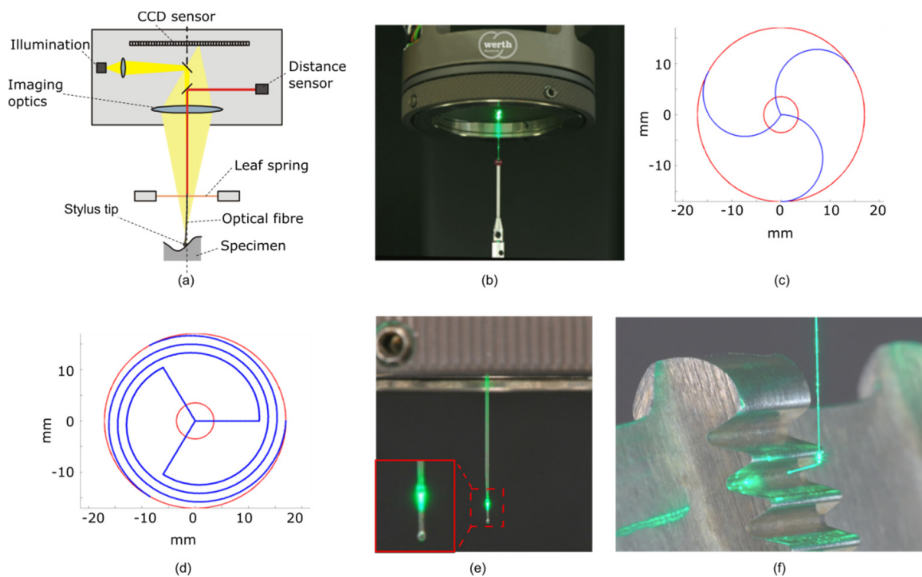 CCD sensor
Illumination
Distance
sensor
Imaging
optics
Leaf spring
Stylus tip
Optical fibre
Specimen
(a)
werth
(b)
mm
10
0
-10
-20 -10 0 10 20
mm
(c)
mm
10
0
-10
-20 -10 0 10 20
mm
(d)
(e)
(f)